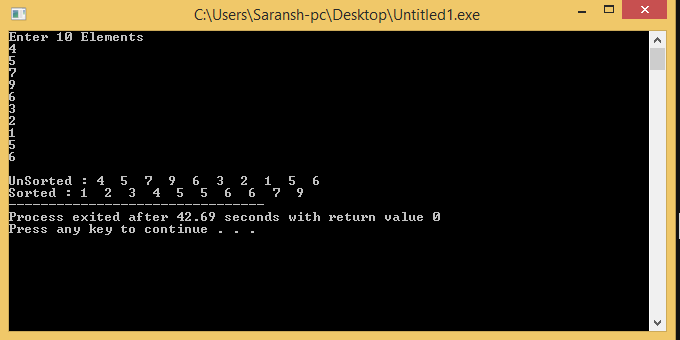 C:\Users\Saransh-pc\Desktop\Untitled1.exe
Enter 10 Elements
4
5
7
9
6
3
2
1
5
6
UnSorted : 4  5  7  9  6  3  2  1  5  6
Sorted : 1  2  3  4  5  5  6  6  7  9
--------------------------------
Process exited after 42.69 seconds with return value 0
Press any key to continue . . .